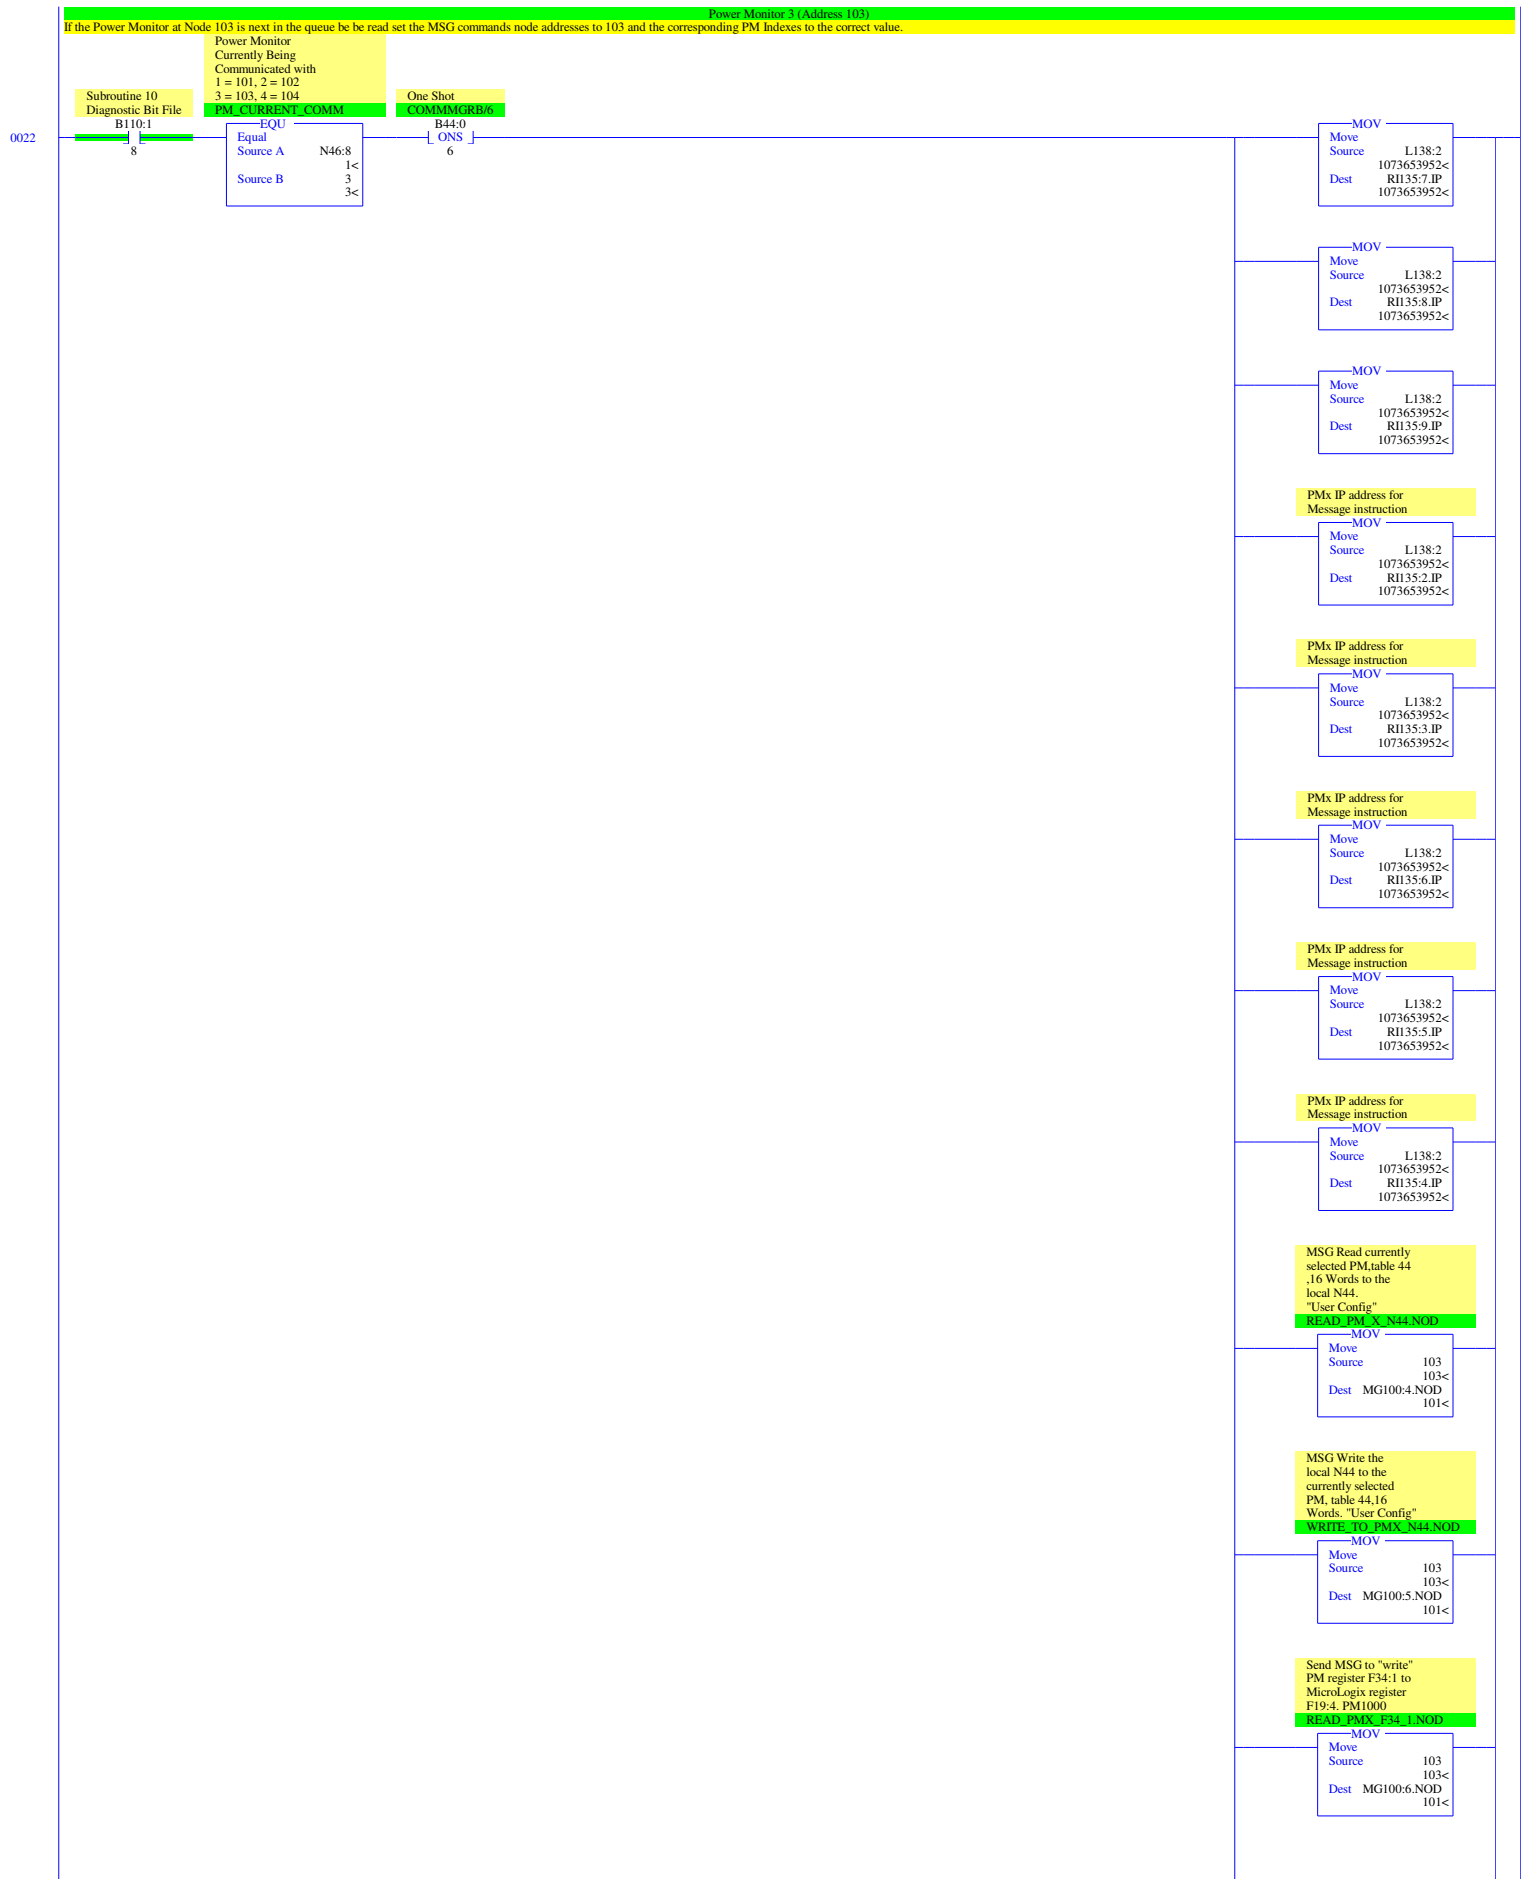 Power Monitor 3 (Address 103)
If the Power Monitor at Node 103 is next in the queue be be read set the MSG commands node addresses to 103 and the corresponding PM Indexes to the correct value.
Power Monitor
Currently Being
Communicated with
1 = 101, 2 = 102
3 = 103, 4 = 104
PM_CURRENT_COMM
Subroutine 10
Diagnostic Bit File
One Shot
COMMMGRB/6
0022
B110:1
8
EQU
Equal
Source A N46:8
1<
Source B 3
3<
B44:0
ONS
6
MOV
Move
Source L138:2
1073653952<
Dest RI135:7.IP
1073653952<
MOV
Move
Source L138:2
1073653952<
Dest RI135:8.IP
1073653952<
MOV
Move
Source L138:2
1073653952<
Dest RI135:9.IP
1073653952<
PMx IP address for
Message instruction
MOV
Move
Source L138:2
1073653952<
Dest RI135:2.IP
1073653952<
PMx IP address for
Message instruction
MOV
Move
Source L138:2
1073653952<
Dest RI135:3.IP
1073653952<
PMx IP address for
Message instruction
MOV
Move
Source L138:2
1073653952<
Dest RI135:6.IP
1073653952<
PMx IP address for
Message instruction
MOV
Move
Source L138:2
1073653952<
Dest RI135:5.IP
1073653952<
PMx IP address for
Message instruction
MOV
Move
Source L138:2
1073653952<
Dest RI135:4.IP
1073653952<
MSG Read currently
selected PM,table 44
,16 Words to the
local N44.
"User Config"
READ_PM_X_N44.NOD
MOV
Move
Source 103
103<
Dest MG100:4.NOD
101<
MSG Write the
local N44 to the
currently selected
PM, table 44,16
Words. "User Config"
WRITE_TO_PMX_N44.NOD
MOV
Move
Source 103
103<
Dest MG100:5.NOD
101<
Send MSG to "write"
PM register F34:1 to
MicroLogix register
F19:4. PM1000
READ_PMX_F34_1.NOD
MOV
Move
Source 103
103<
Dest MG100:6.NOD
101<